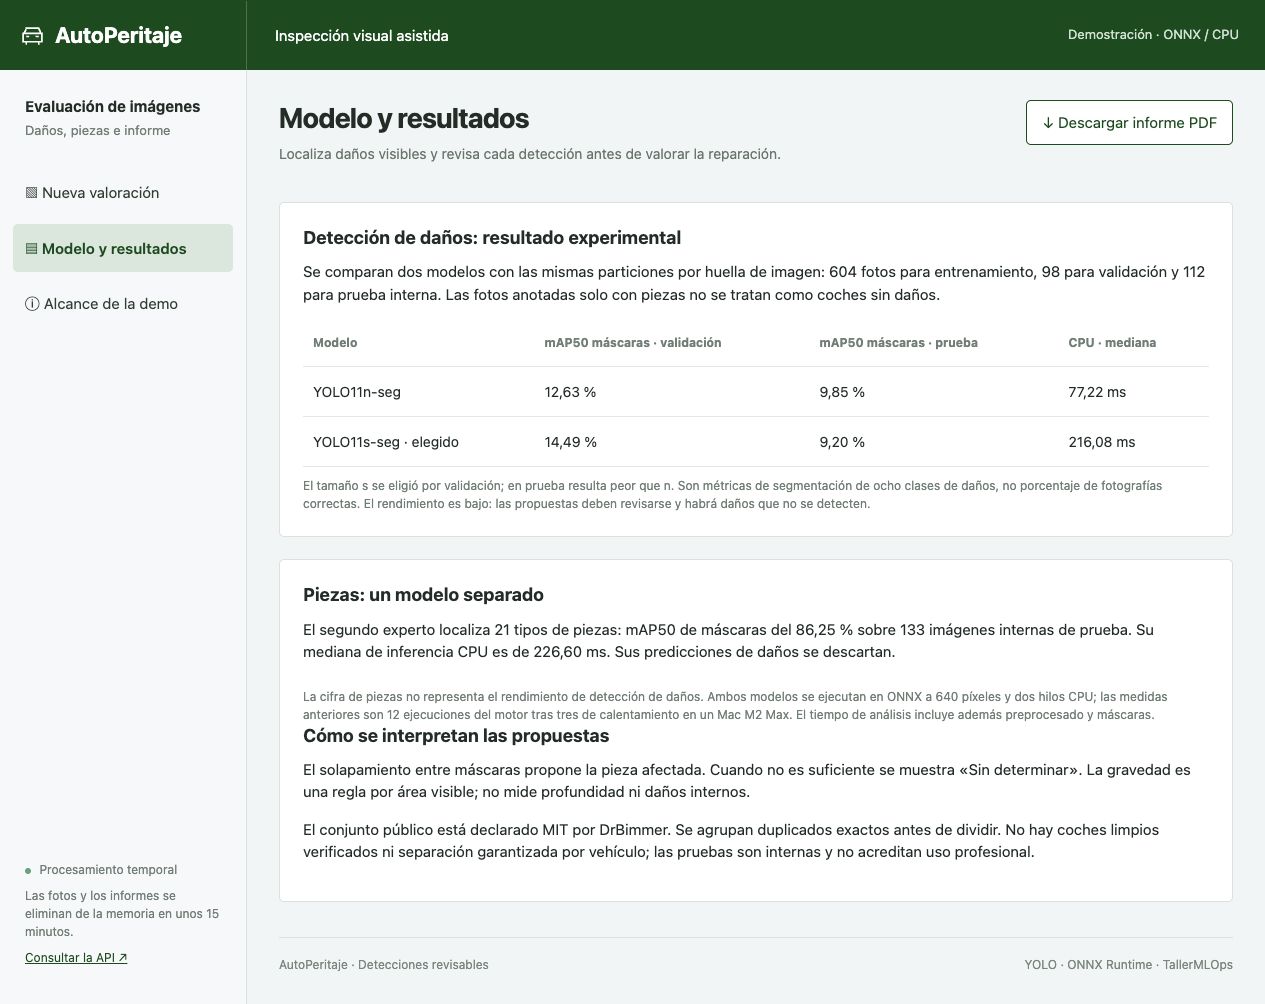 AutoPeritaje
Inspección visual asistida
Demostración · ONNX / CPU
Evaluación de imágenes
Daños, piezas e informe
▧ Nueva valoración
▤ Modelo y resultados
ⓘ Alcance de la demo
Procesamiento temporal
Las fotos y los informes se
eliminan de la memoria en unos 15
minutos.
Consultar la API ↗
Modelo y resultados
Localiza daños visibles y revisa cada detección antes de valorar la reparación.
↓ Descargar informe PDF
Detección de daños: resultado experimental
Se comparan dos modelos con las mismas particiones por huella de imagen: 604 fotos para entrenamiento, 98 para validación y 112
para prueba interna. Las fotos anotadas solo con piezas no se tratan como coches sin daños.
Modelo mAP50 máscaras · validación mAP50 máscaras · prueba CPU · mediana
YOLO11n-seg 12,63 % 9,85 % 77,22 ms
YOLO11s-seg · elegido 14,49 % 9,20 % 216,08 ms
El tamaño s se eligió por validación; en prueba resulta peor que n. Son métricas de segmentación de ocho clases de daños, no porcentaje de fotografías
correctas. El rendimiento es bajo: las propuestas deben revisarse y habrá daños que no se detecten.
Piezas: un modelo separado
El segundo experto localiza 21 tipos de piezas: mAP50 de máscaras del 86,25 % sobre 133 imágenes internas de prueba. Su
mediana de inferencia CPU es de 226,60 ms. Sus predicciones de daños se descartan.
La cifra de piezas no representa el rendimiento de detección de daños. Ambos modelos se ejecutan en ONNX a 640 píxeles y dos hilos CPU; las medidas
anteriores son 12 ejecuciones del motor tras tres de calentamiento en un Mac M2 Max. El tiempo de análisis incluye además preprocesado y máscaras.
Cómo se interpretan las propuestas
El solapamiento entre máscaras propone la pieza afectada. Cuando no es suficiente se muestra «Sin determinar». La gravedad es
una regla por área visible; no mide profundidad ni daños internos.
El conjunto público está declarado MIT por DrBimmer. Se agrupan duplicados exactos antes de dividir. No hay coches limpios
verificados ni separación garantizada por vehículo; las pruebas son internas y no acreditan uso profesional.
AutoPeritaje · Detecciones revisables
YOLO · ONNX Runtime · TallerMLOps